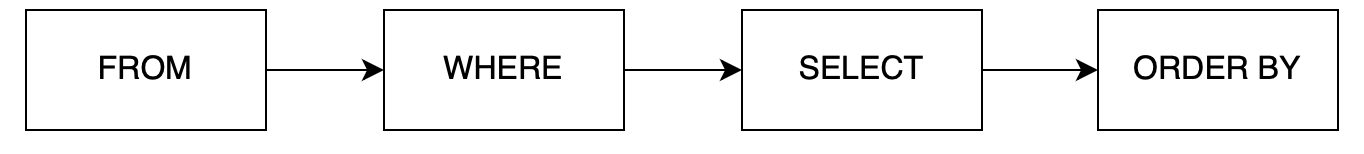 FROM
WHERE
SELECT
ORDER BY